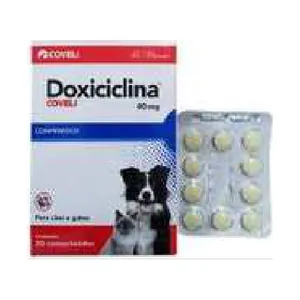 COVELI
Doxiciclina
COVELI
40 mg
COMPRIMIDOS
Para cães e gatos
20 comprimidos